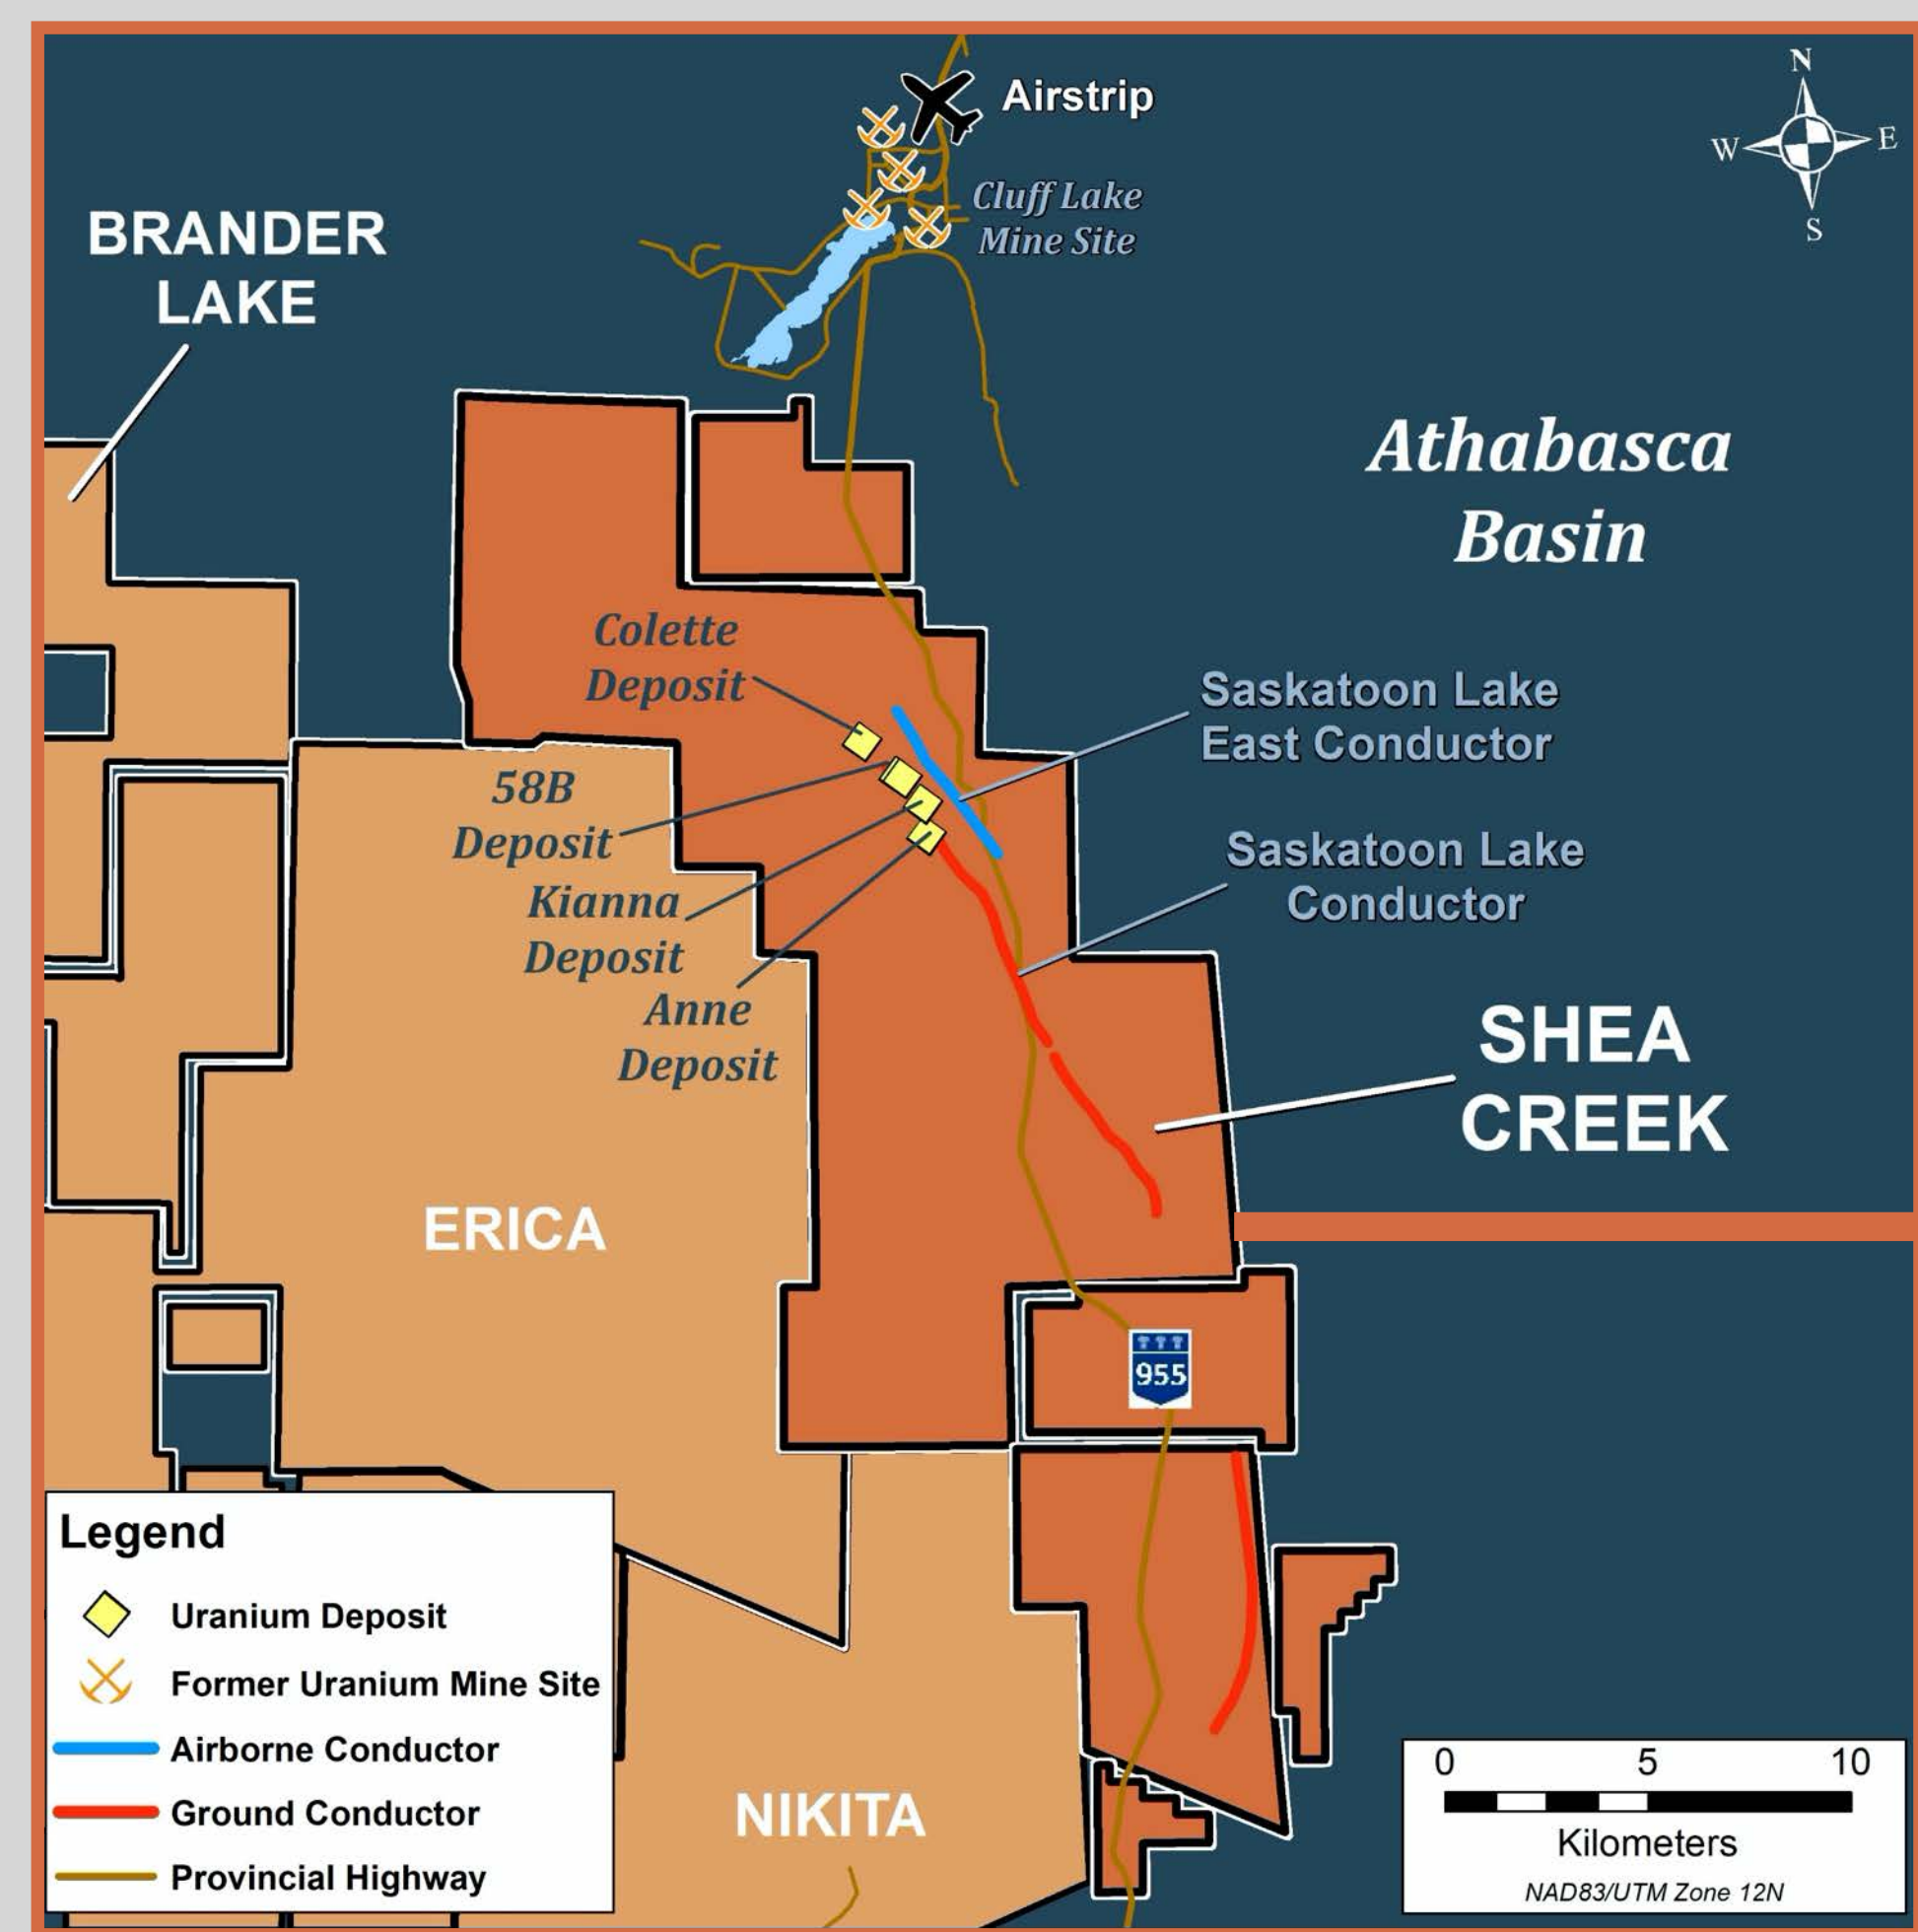 Airstrip
N
W
E
S
Cluff Lake
Mine Site
BRANDER
LAKE
Athabasca
Basin
Colette
Deposit
Saskatoon Lake
East Conductor
58B
Deposit
Saskatoon Lake
Conductor
Kianna
Deposit
Anne
Deposit
SHEA
CREEK
ERICA
955
NIKITA
Legend
Uranium Deposit
Former Uranium Mine Site
Airborne Conductor
Ground Conductor
Provincial Highway
0 5 10
Kilometers
NAD83/UTM Zone 12N